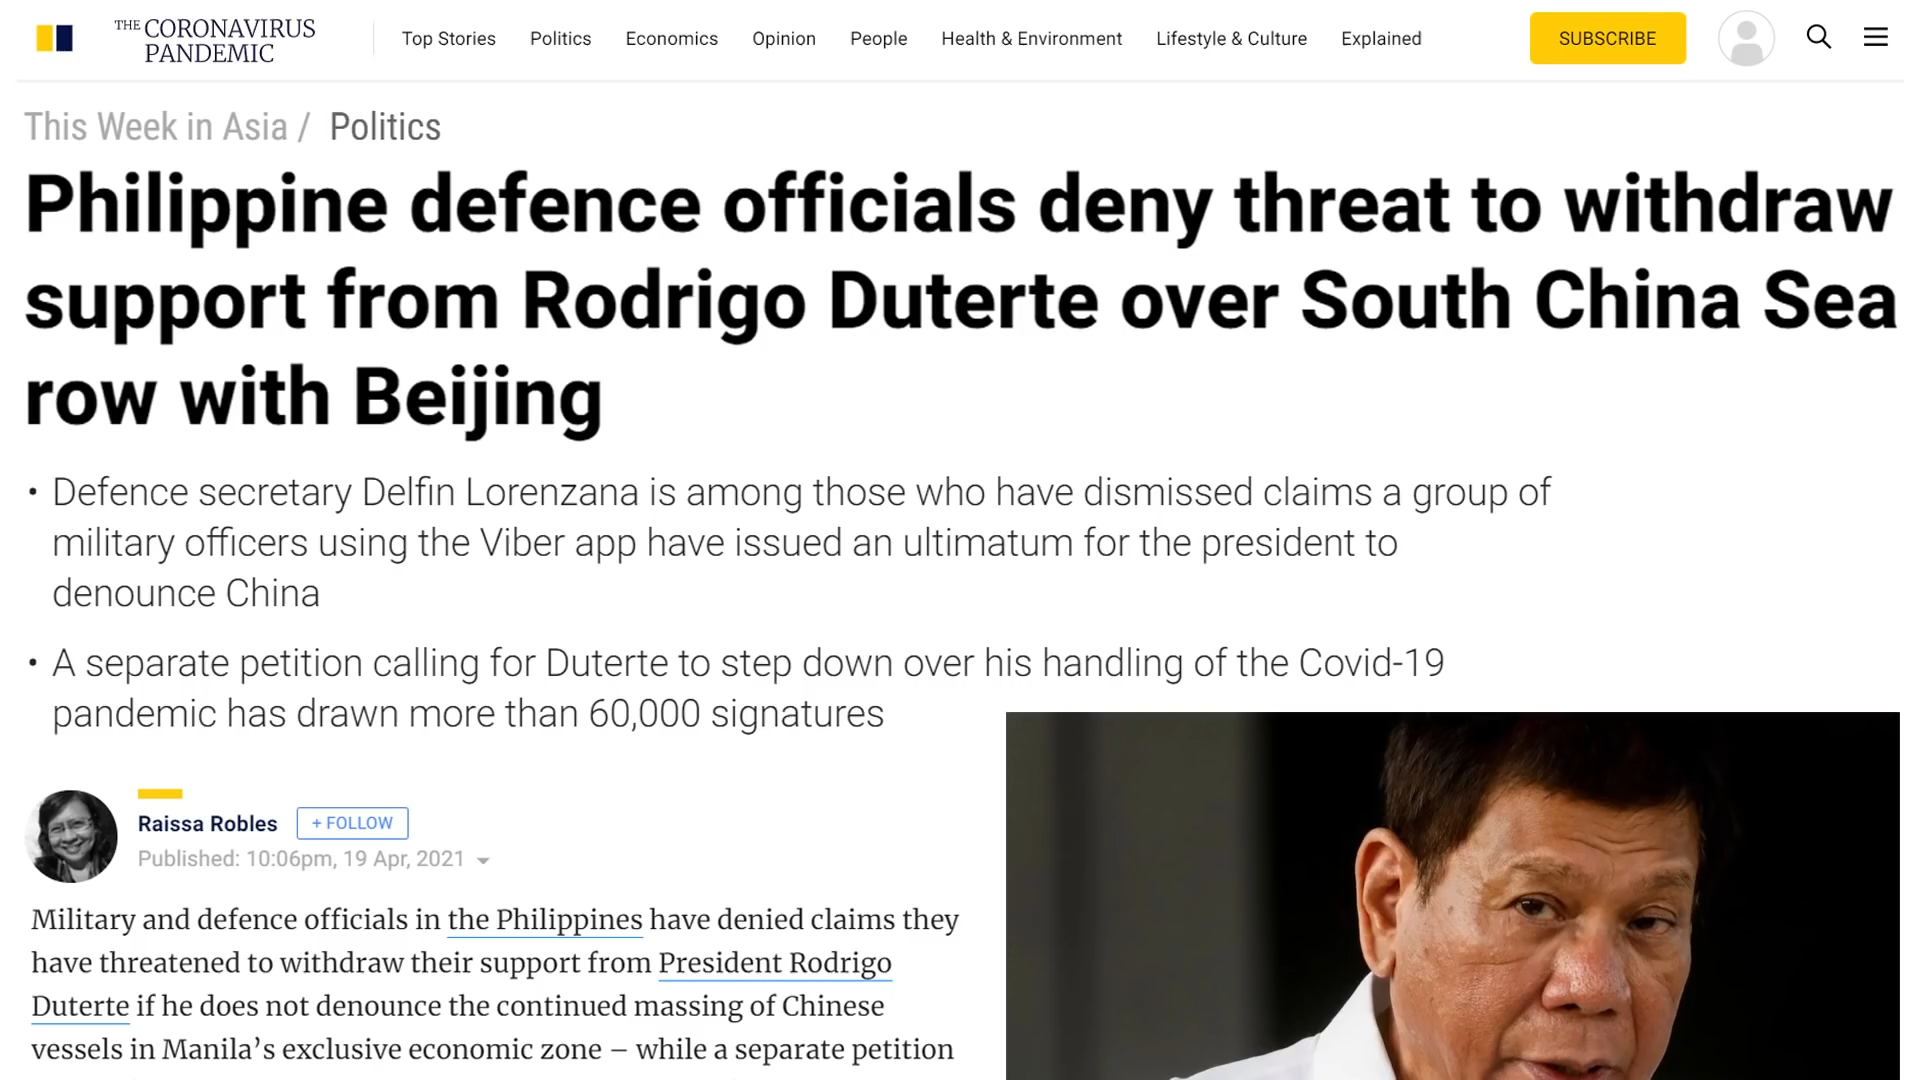 THE CORONAVIRUS
PANDEMIC
Top Stories Politics Economics Opinion People Health & Environment Lifestyle & Culture Explained
SUBSCRIBE
This Week in Asia / Politics
Philippine defence officials deny threat to withdraw
support from Rodrigo Duterte over South China Sea
row with Beijing
• Defence secretary Delfin Lorenzana is among those who have dismissed claims a group of
military officers using the Viber app have issued an ultimatum for the president to
denounce China
• A separate petition calling for Duterte to step down over his handling of the Covid-19
pandemic has drawn more than 60,000 signatures
Raissa Robles + FOLLOW
Published: 10:06pm, 19 Apr, 2021
Military and defence officials in the Philippines have denied claims they
have threatened to withdraw their support from President Rodrigo
Duterte if he does not denounce the continued massing of Chinese
vessels in Manila’s exclusive economic zone – while a separate petition